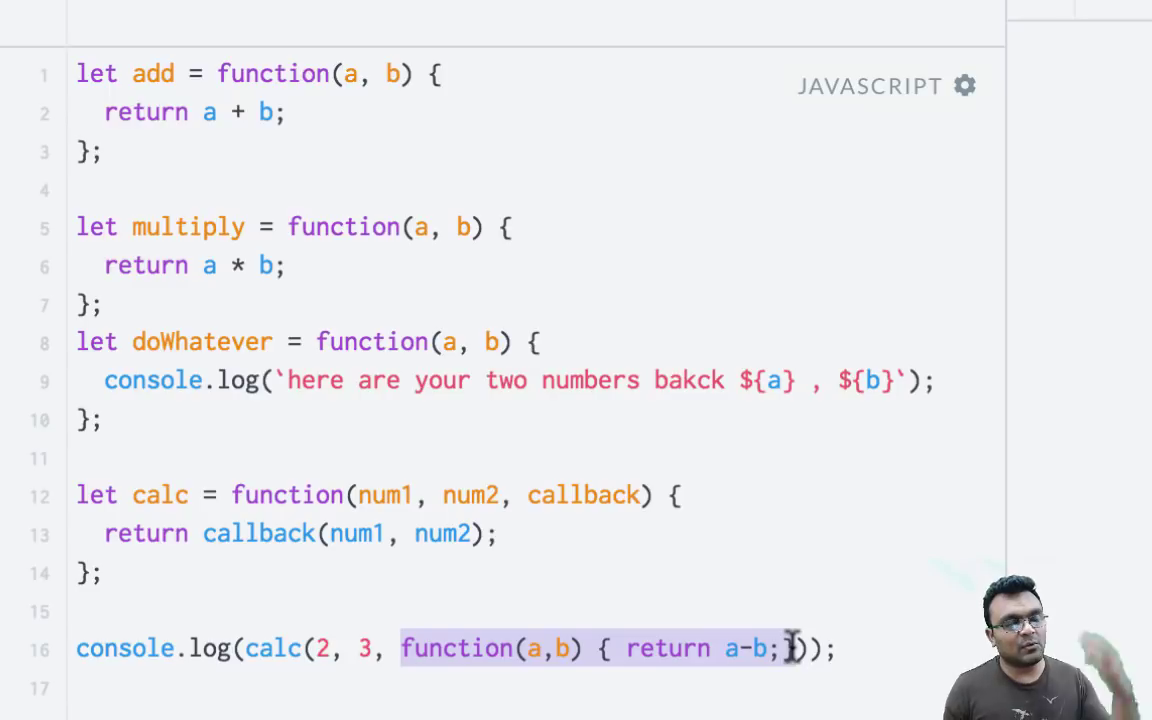 JAVASCRIPT
1 let add = function(a, b) {
2   return a + b;
3 };
4
5 let multiply = function(a, b) {
6   return a * b;
7 };
8 let doWhatever = function(a, b) {
9   console.log(`here are your two numbers bakck ${a} , ${b}`);
10 };
11
12 let calc = function(num1, num2, callback) {
13   return callback(num1, num2);
14 };
15
16 console.log(calc(2, 3, function(a,b) { return a-b;}));
17